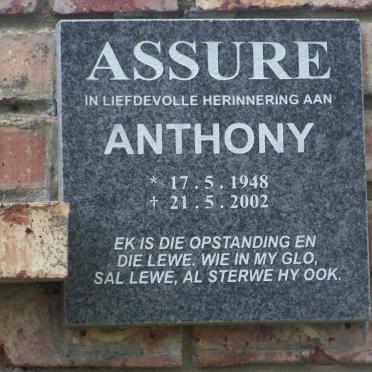 ASSURE
IN LIEFDEVOLLE HERINNERING AAN
ANTHONY
* 17.5.1948
† 21.5.2002
EK IS DIE OPSTANDING EN
DIE LEWE. WIE IN MY GLO,
SAL LEWE, AL STERWE HY OOK.